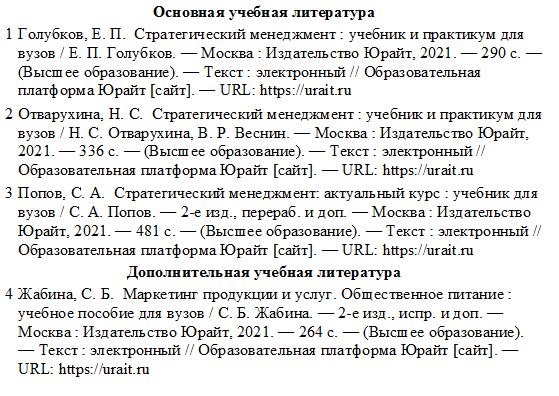 Основная учебная литература
1 Голубков, Е. П. Стратегический менеджмент : учебник и практикум для
вузов / Е. П. Голубков. — Москва : Издательство Юрайт, 2021. — 290 с. —
(Высшее образование). — Текст : электронный // Образовательная
платформа Юрайт [сайт]. — URL: https://urait.ru
2 Отварухина, Н. С. Стратегический менеджмент : учебник и практикум для
вузов / Н. С. Отварухина, В. Р. Веснин. — Москва : Издательство Юрайт,
2021. — 336 с. — (Высшее образование). — Текст : электронный //
Образовательная платформа Юрайт [сайт]. — URL: https://urait.ru
3 Попов, С. А. Стратегический менеджмент: актуальный курс : учебник для
вузов / С. А. Попов. — 2-е изд., перераб. и доп. — Москва : Издательство
Юрайт, 2021. — 481 с. — (Высшее образование). — Текст : электронный //
Образовательная платформа Юрайт [сайт]. — URL: https://urait.ru
Дополнительная учебная литература
4 Жабина, С. Б. Маркетинг продукции и услуг. Общественное питание :
учебное пособие для вузов / С. Б. Жабина. — 2-е изд., испр. и доп. —
Москва : Издательство Юрайт, 2021. — 264 с. — (Высшее образование).
— Текст : электронный // Образовательная платформа Юрайт [сайт]. —
URL: https://urait.ru